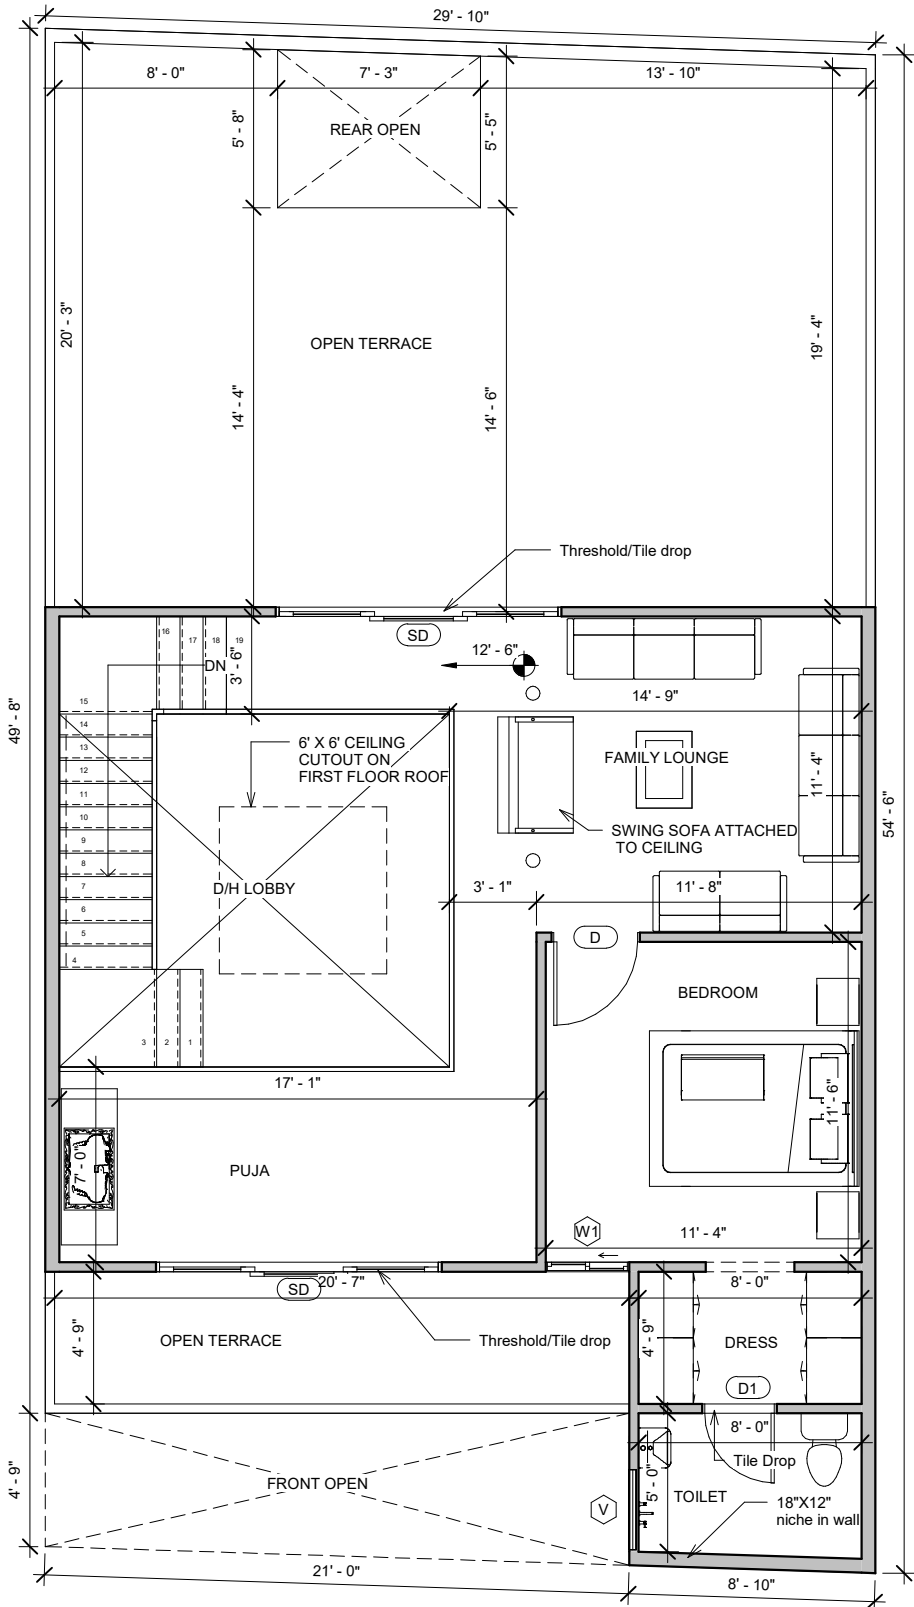 29' - 10"
8' - 0"
7' - 3"
13' - 10"
5' - 8"
REAR OPEN
5' - 5"
20' - 3"
OPEN TERRACE
19' - 4"
14' - 4"
14' - 6"
Threshold/Tile drop
SD
16
17
18
19
DN
3' - 6"
12' - 6"
14' - 9"
49' - 8"
15
14
13
12
11
10
9
8
7
6
5
4
3
2
1
6' X 6' CEILING
CUTOUT ON
FIRST FLOOR ROOF
FAMILY LOUNGE
11' - 4"
54' - 6"
SWING SOFA ATTACHED
TO CEILING
D/H LOBBY
3' - 1"
11' - 8"
D
BEDROOM
17' - 1"
11' - 6"
7' - 0"
PUJA
W1
11' - 4"
SD
20' - 7"
8' - 0"
4' - 9"
OPEN TERRACE
Threshold/Tile drop
4' - 9"
DRESS
D1
8' - 0"
4' - 9"
FRONT OPEN
Tile Drop
5' - 0"
TOILET
V
18"X12"
niche in wall
21' - 0"
8' - 10"